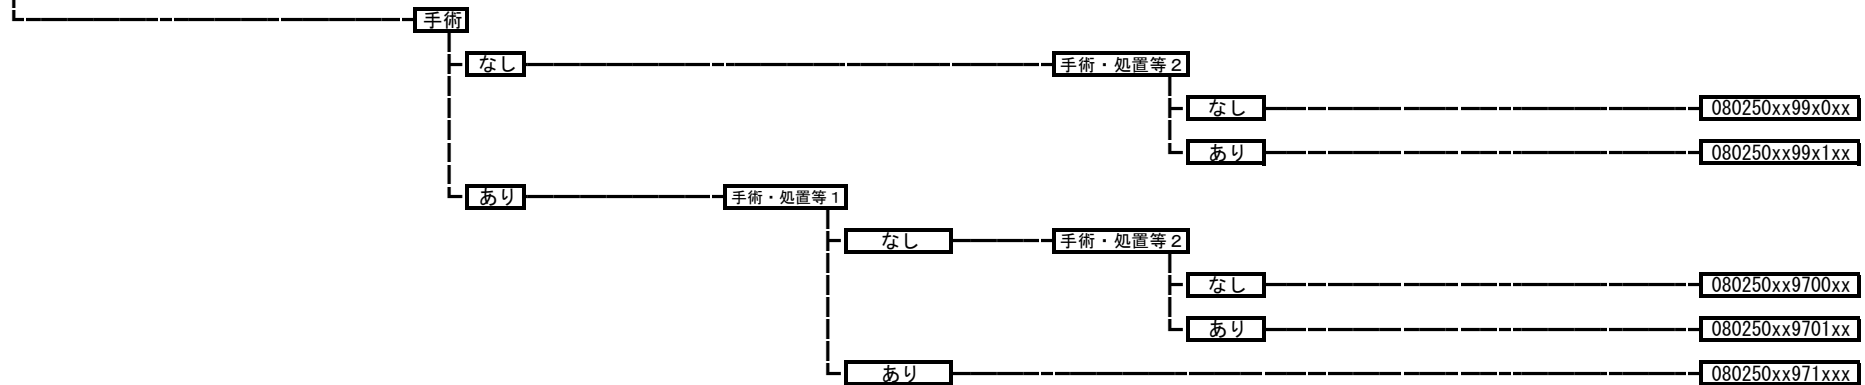 手術
なし 手術・処置等２
なし 080250xx99x0xx
あり 080250xx99x1xx
あり 手術・処置等１
なし 手術・処置等２
なし 080250xx9700xx
あり 080250xx9701xx
あり 080250xx971xxx